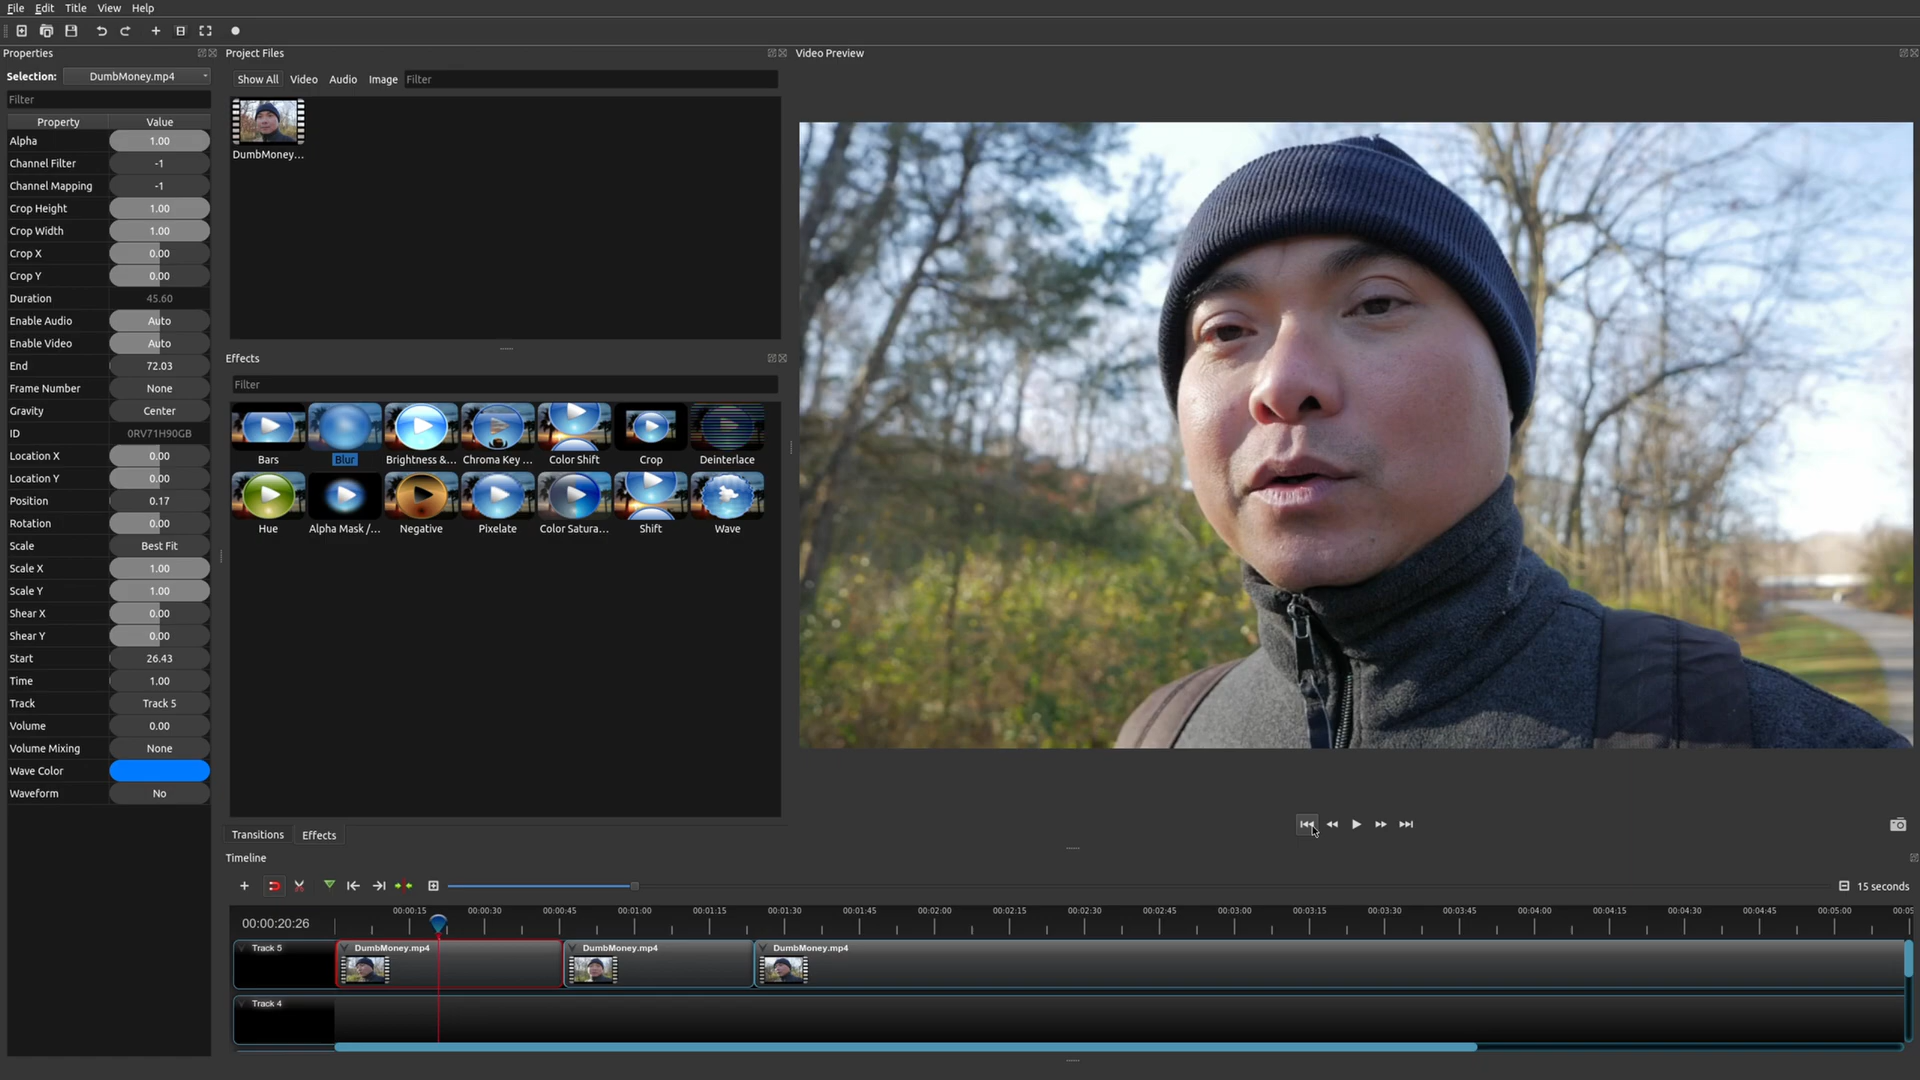 File Edit Title View Help
Properties
Project Files
Video Preview
Selection: DumbMoney.mp4
Show All Video Audio Image Filter
Filter
Property Value
Alpha 1.00
Channel Filter -1
Channel Mapping -1
Crop Height 1.00
Crop Width 1.00
Crop X 0.00
Crop Y 0.00
Duration 45.60
Enable Audio Auto
Enable Video Auto
End 72.03
Frame Number None
Gravity Center
ID 0RV71H90GB
Location X 0.00
Location Y 0.00
Position 0.17
Rotation 0.00
Scale Best Fit
Scale X 1.00
Scale Y 1.00
Shear X 0.00
Shear Y 0.00
Start 26.43
Time 1.00
Track Track 5
Volume 0.00
Volume Mixing None
Wave Color
Waveform No
DumbMoney...
Effects
Filter
Bars Blur Brightness &... Chroma Key ... Color Shift Crop Deinterlace
Hue Alpha Mask /... Negative Pixelate Color Satura... Shift Wave
Transitions Effects
Timeline
15 seconds
00:00:20:26
00:00:15 00:00:30 00:00:45 00:01:00 00:01:15 00:01:30 00:01:45 00:02:00 00:02:15 00:02:30 00:02:45 00:03:00 00:03:15 00:03:30 00:03:45 00:04:00 00:04:15 00:04:30 00:04:45 00:05:00 00:05
Track 5 DumbMoney.mp4 DumbMoney.mp4 DumbMoney.mp4
Track 4